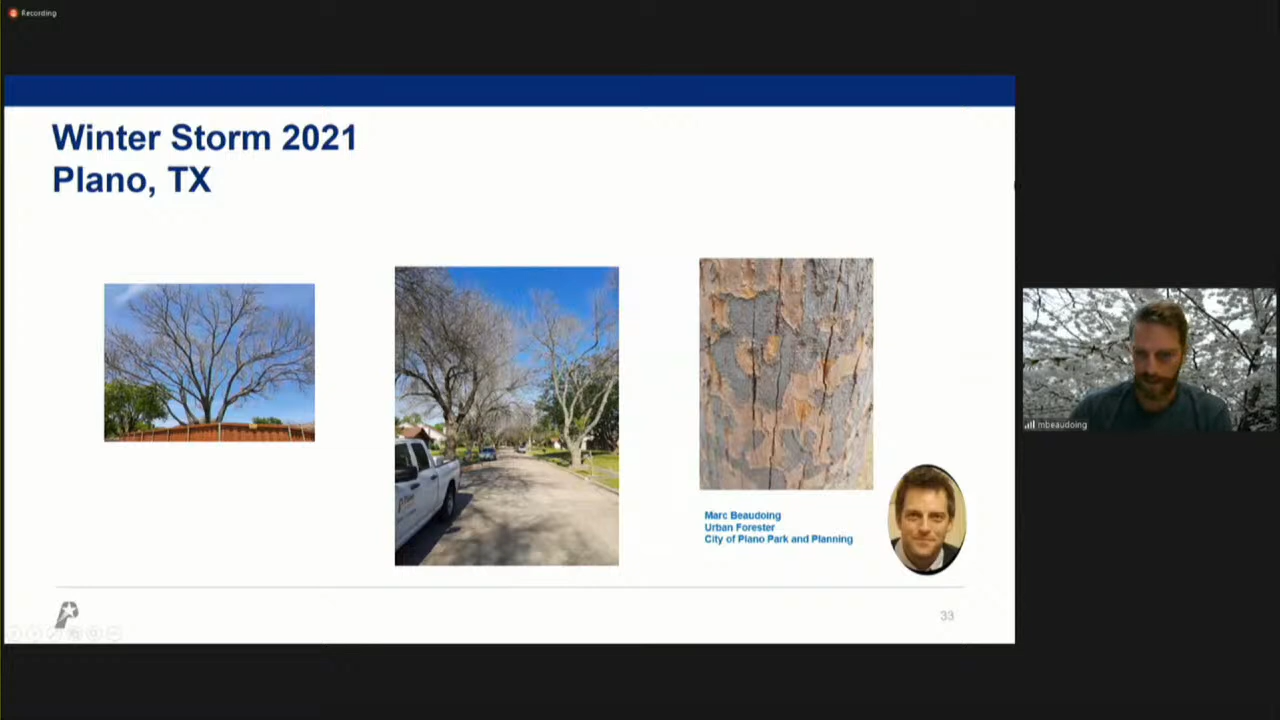 Recording
Winter Storm 2021
Plano, TX
Marc Beaudoing
Urban Forester
City of Plano Park and Planning
mbeaudoing
33